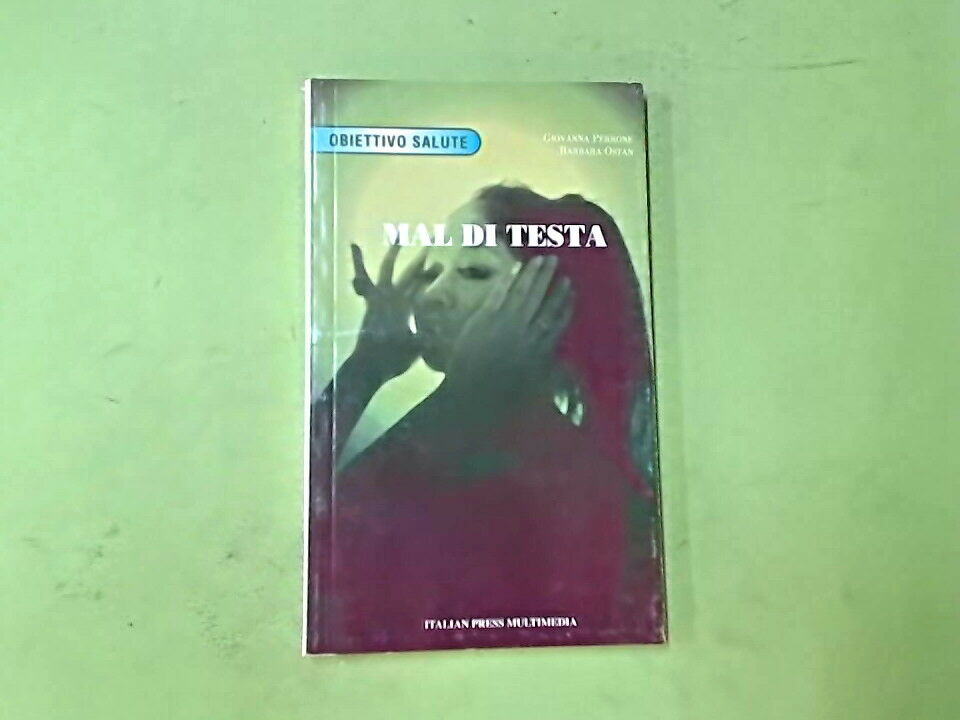 OBIETTIVO SALUTE
GIOVANNA PERRONE
BARBARA OSTAN
MAL DI TESTA
ITALIAN PRESS MULTIMEDIA